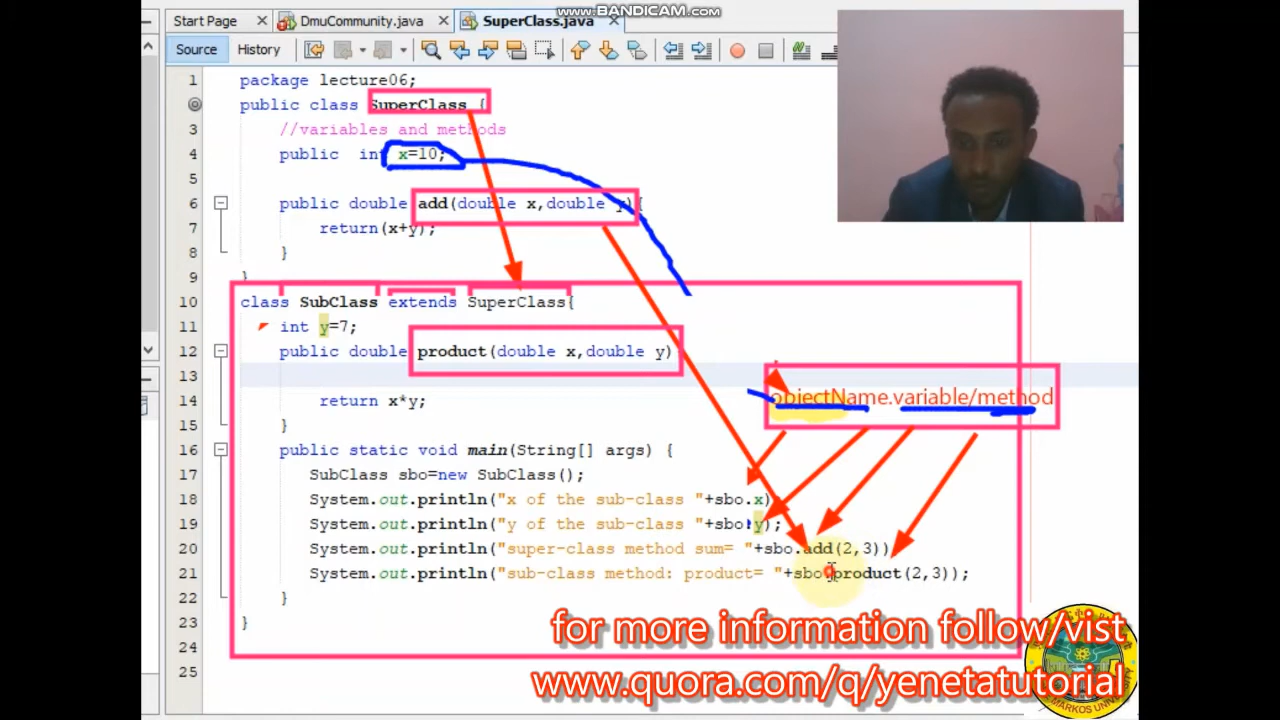 www.BANDICAM.com
Start Page
DmuCommunity.java
SuperClass.java
Source
History
1 package lecture06;
public class SuperClass {
3 //variables and methods
4 public int x=10;
5
6 public double add(double x,double y){
7 return(x+y);
8 }
9 }
10 class SubClass extends SuperClass{
11 int y=7;
12 public double product(double x,double y)
13
objectName.variable/method
14 return x*y;
15 }
16 public static void main(String[] args) {
17 SubClass sbo=new SubClass();
18 System.out.println("x of the sub-class "+sbo.x)
19 System.out.println("y of the sub-class "+sbo.y);
20 System.out.println("super-class method sum= "+sbo.add(2,3))
21 System.out.println("sub-class method: product= "+sbo.product(2,3));
22 }
23 }
24
25
for more information follow/vist
www.quora.com/q/yenetatutorial